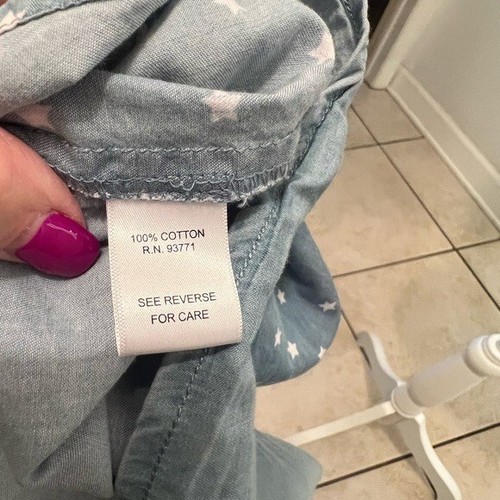 100% COTTON
R.N. 93771
SEE REVERSE
FOR CARE